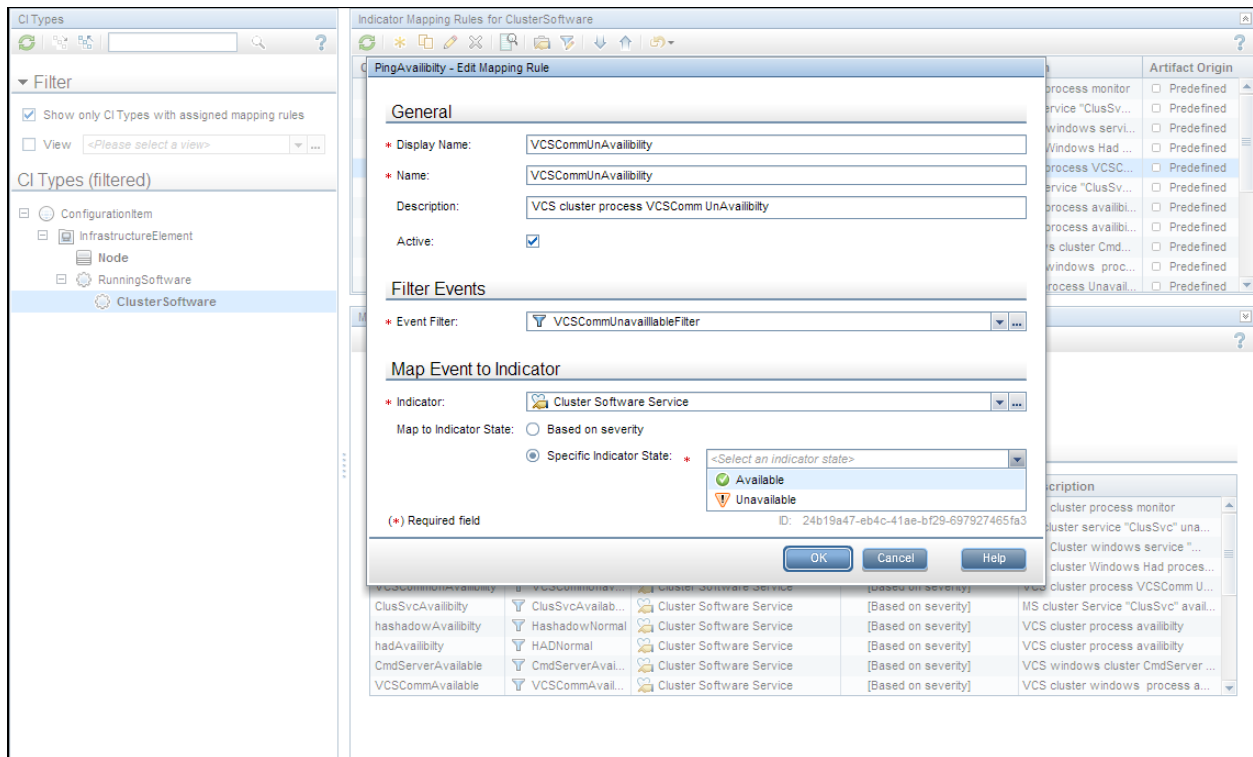 CI Types
?
Filter
Show only CI Types with assigned mapping rules
View <Please select a view> ...
CI Types (filtered)
ConfigurationItem
InfrastructureElement
Node
RunningSoftware
ClusterSoftware
Indicator Mapping Rules for ClusterSoftware
?
Artifact Origin
process monitor Predefined
ervice "ClusSv... Predefined
windows servi... Predefined
Windows Had ... Predefined
process VCSC... Predefined
ervice "ClusSv... Predefined
process availibi... Predefined
process availibi... Predefined
s cluster Cmd... Predefined
windows proc... Predefined
rocess Unavail... Predefined
PingAvailibilty - Edit Mapping Rule
General
* Display Name: VCSCommUnAvailibility
* Name: VCSCommUnAvailibility
Description: VCS cluster process VCSComm UnAvailibilty
Active:
Filter Events
* Event Filter: VCSCommUnavailllableFilter ...
Map Event to Indicator
* Indicator: Cluster Software Service ...
Map to Indicator State: Based on severity
Specific Indicator State: * <Select an indicator state>
Available
Unavailable
(*) Required field ID: 24b19a47-eb4c-41ae-bf29-697927465fa3
OK Cancel Help
?
scription
cluster process monitor
cluster service "ClusSvc" una...
Cluster windows service "...
cluster Windows Had proces...
VCS cluster process VCSComm U...
ClusSvcAvailibilty ClusSvcAvailab... Cluster Software Service [Based on severity] MS cluster Service "ClusSvc" avail...
hashadowAvailibilty HashadowNormal Cluster Software Service [Based on severity] VCS cluster process availibilty
hadAvailibilty HADNormal Cluster Software Service [Based on severity] VCS cluster process availibilty
CmdServerAvailable CmdServerAvai... Cluster Software Service [Based on severity] VCS windows cluster CmdServer ...
VCSCommAvailable VCSCommAvail... Cluster Software Service [Based on severity] VCS cluster windows process a...